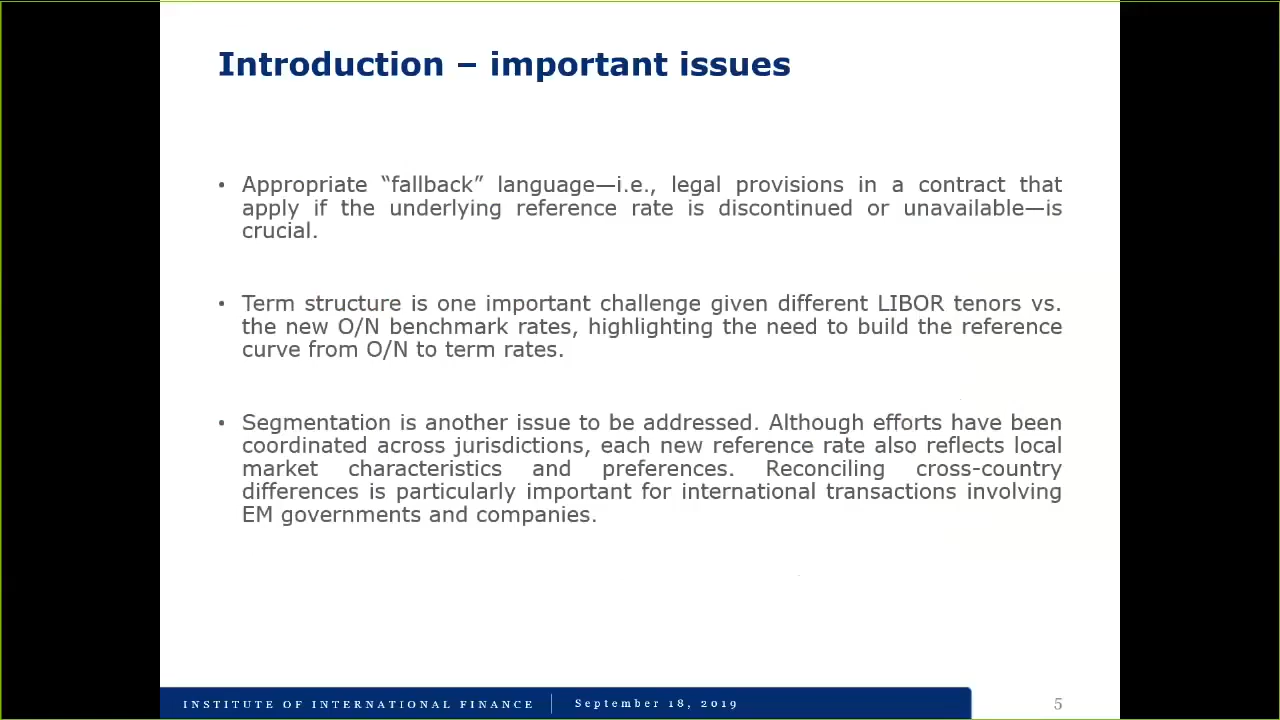 Introduction – important issues
• Appropriate “fallback” language—i.e., legal provisions in a contract that
apply if the underlying reference rate is discontinued or unavailable—is
crucial.
• Term structure is one important challenge given different LIBOR tenors vs.
the new O/N benchmark rates, highlighting the need to build the reference
curve from O/N to term rates.
• Segmentation is another issue to be addressed. Although efforts have been
coordinated across jurisdictions, each new reference rate also reflects local
market characteristics and preferences. Reconciling cross-country
differences is particularly important for international transactions involving
EM governments and companies.
INSTITUTE OF INTERNATIONAL FINANCE | September 18, 2019 5